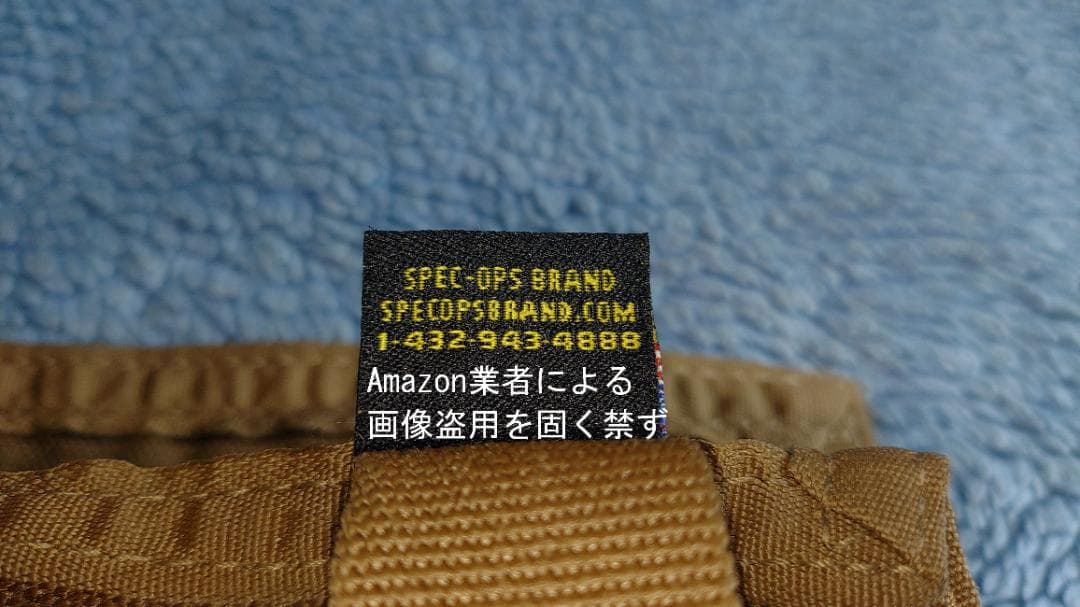 SPEC-OPS BRAND
SPECOPSBRAND.COM
1-432-943-4888
Amazon業者による
画像盗用を固く禁ず